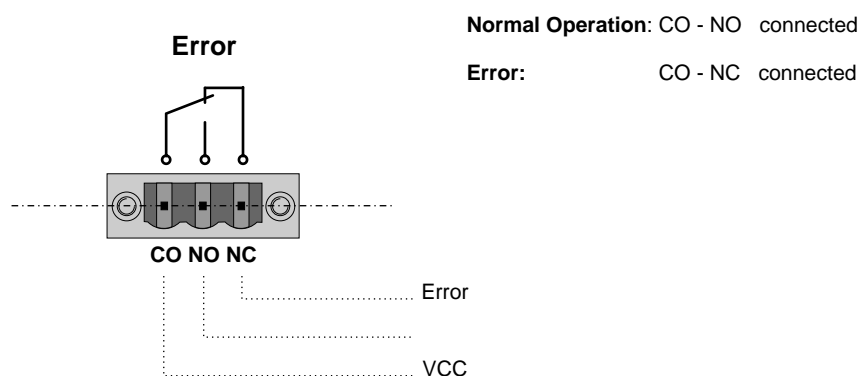 Normal Operation: CO - NO connected
Error
Error: CO - NC connected
CO NO NC
Error
VCC